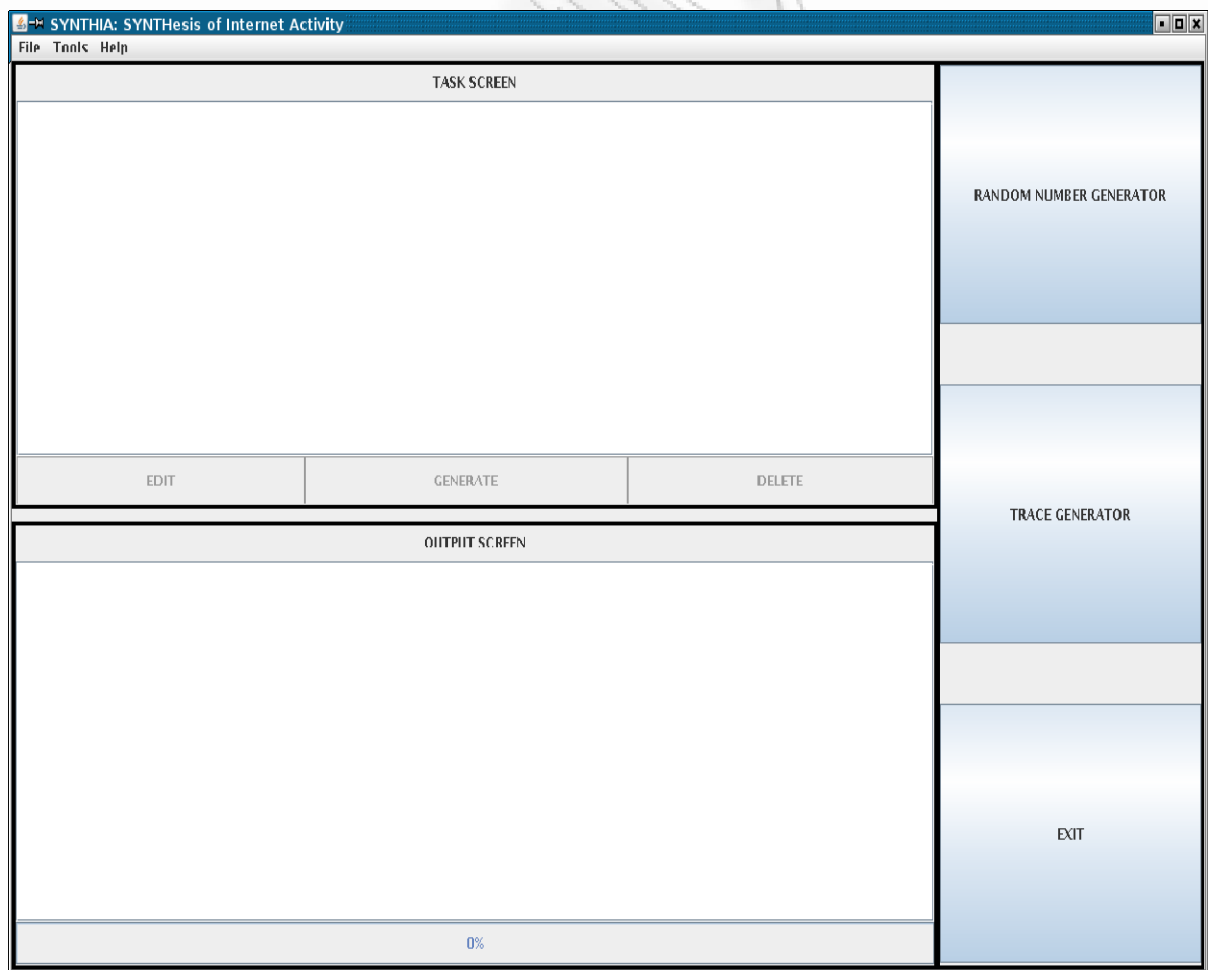 SYNTHIA: SYNTHesis of Internet Activity
File Tools Help
TASK SCREEN
EDIT GENERATE DELETE
OUTPUT SCREEN
0%
RANDOM NUMBER GENERATOR
TRACE GENERATOR
EXIT